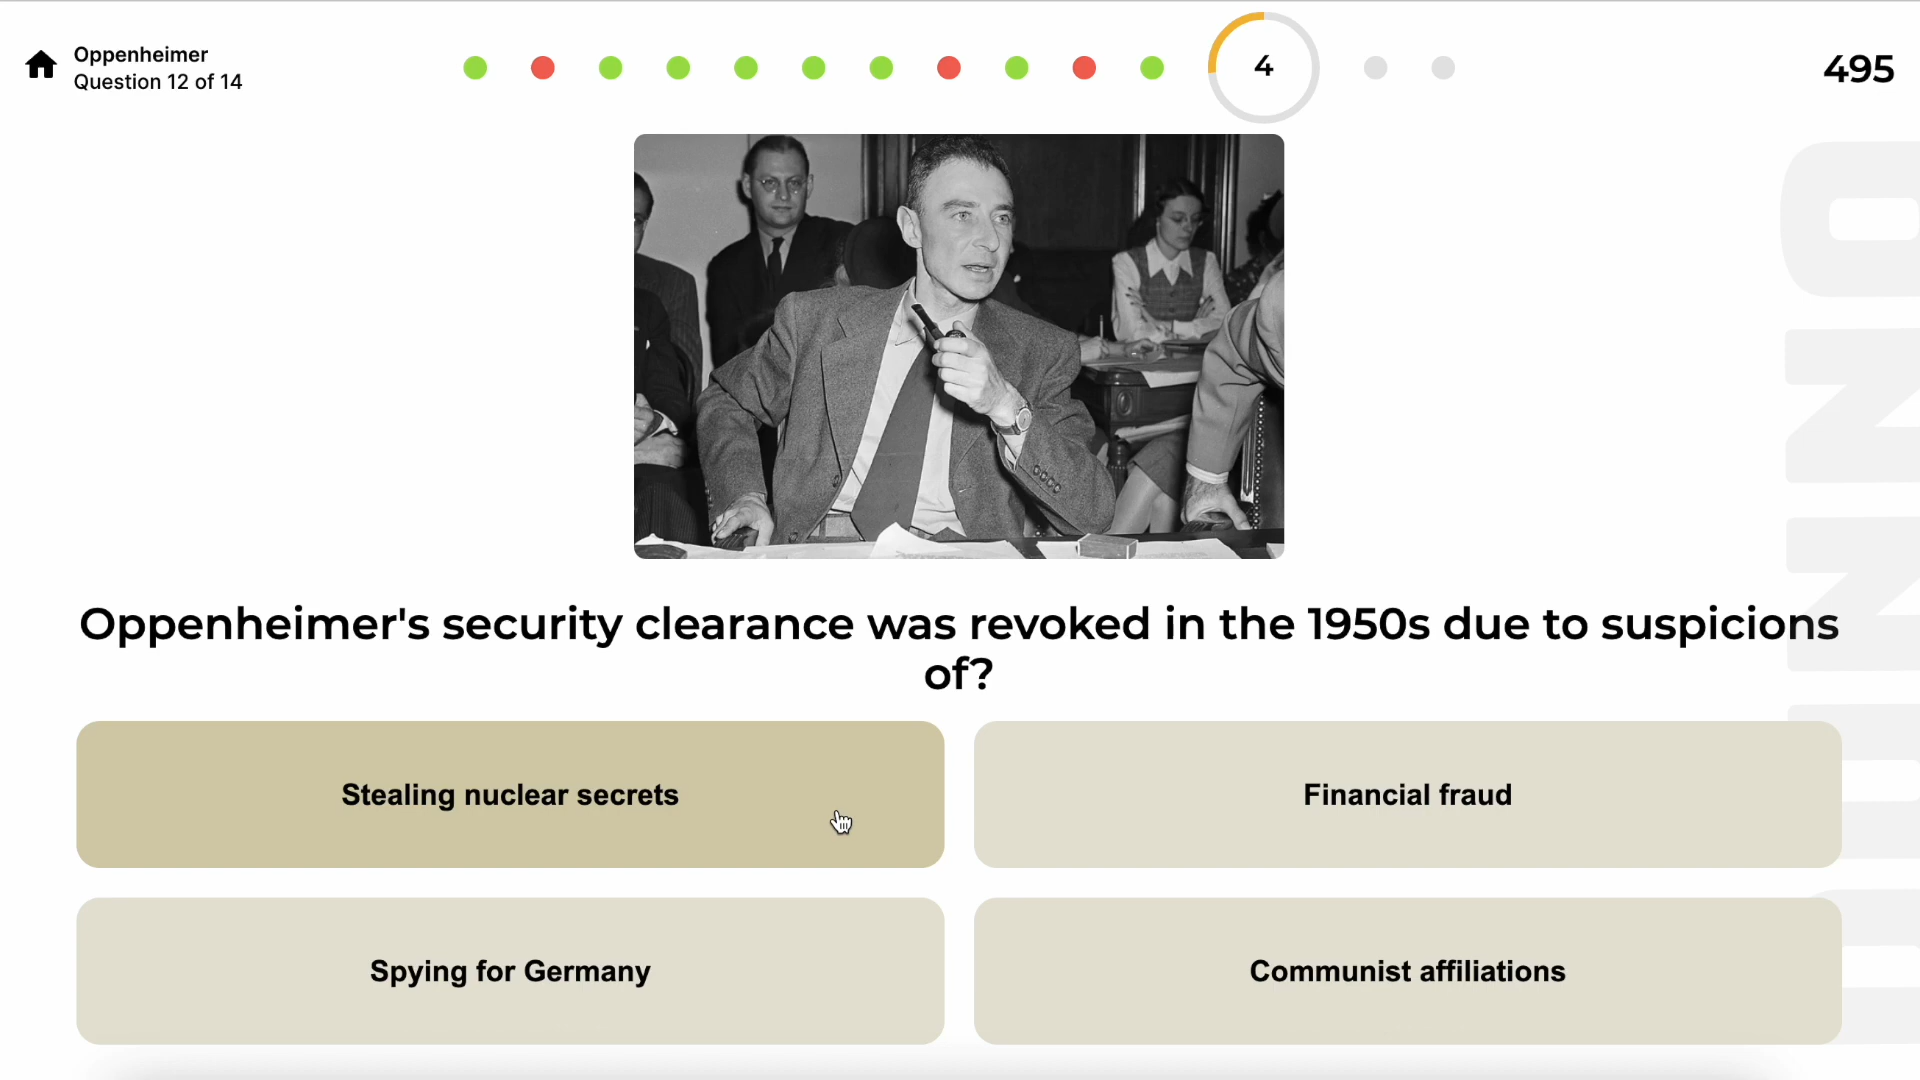 Oppenheimer
Question 12 of 14
4
495
Oppenheimer's security clearance was revoked in the 1950s due to suspicions
of?
Stealing nuclear secrets
Financial fraud
Spying for Germany
Communist affiliations